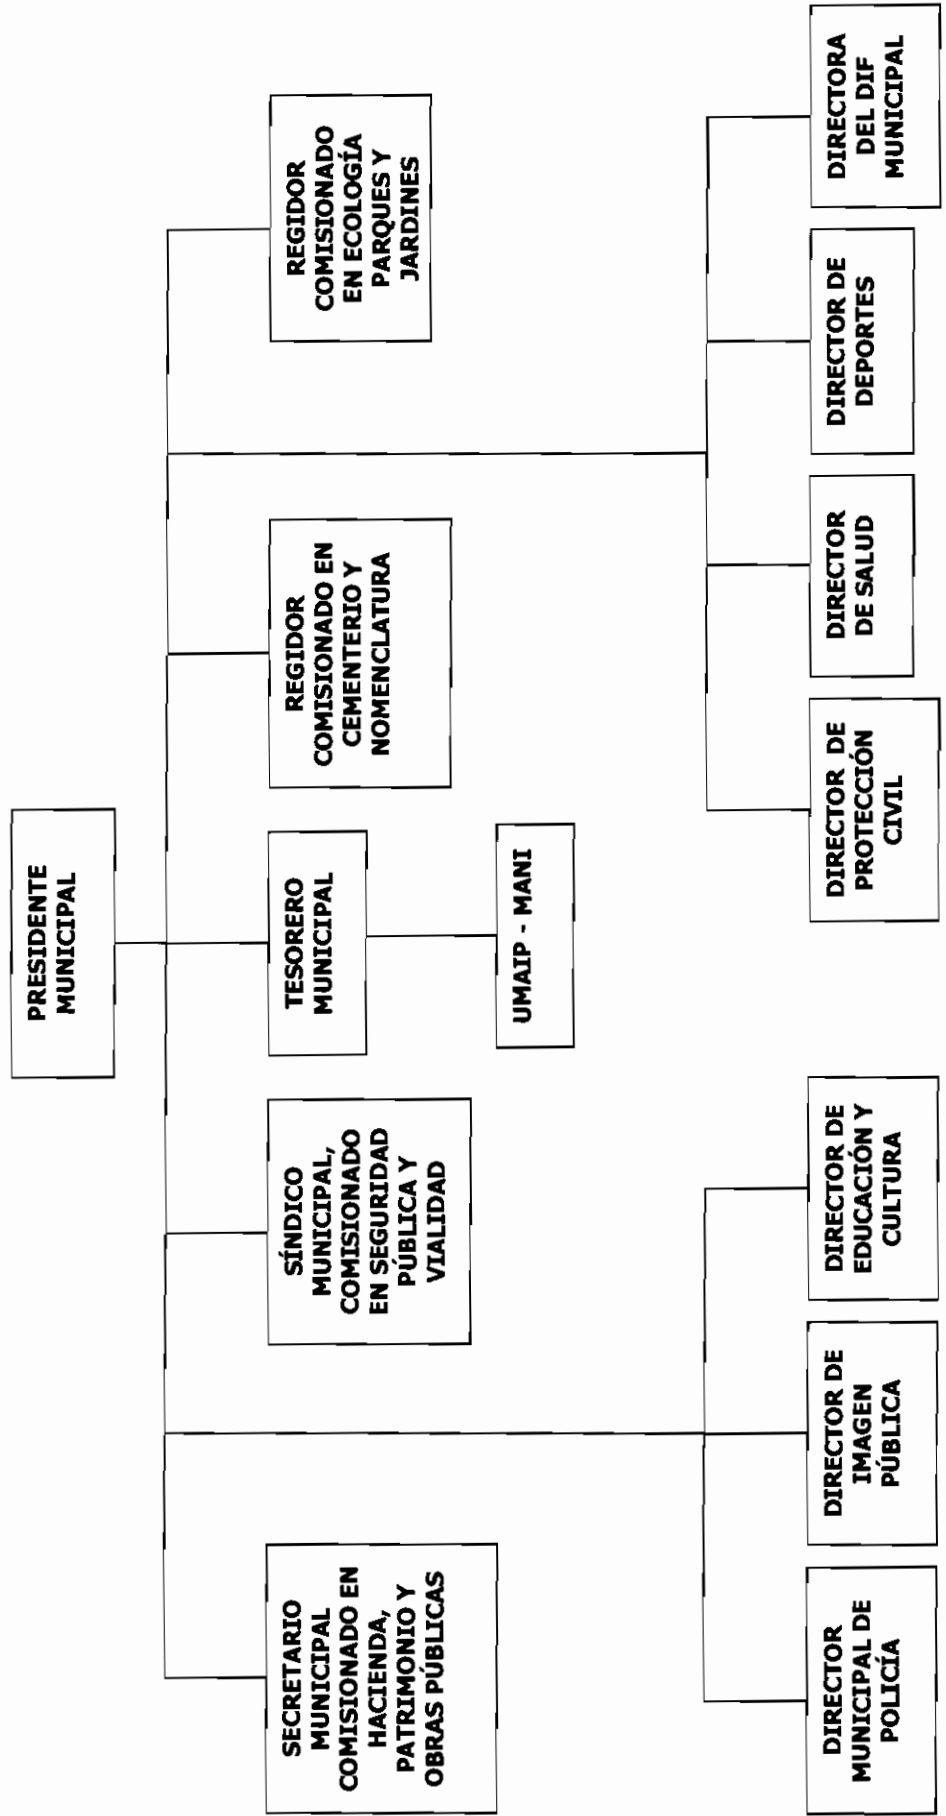 PRESIDENTE
MUNICIPAL
SECRETARIO
MUNICIPAL
COMISIONADO EN
HACIENDA,
PATRIMONIO Y
OBRAS PÚBLICAS
SÍNDICO
MUNICIPAL,
COMISIONADO
EN SEGURIDAD
PÚBLICA Y
VIALIDAD
TESORERO
MUNICIPAL
REGIDOR
COMISIONADO EN
CEMENTERIO Y
NOMENCLATURA
REGIDOR
COMISIONADO
EN ECOLOGÍA
PARQUES Y
JARDINES
UMAIP - MANI
DIRECTOR
MUNICIPAL DE
POLICÍA
DIRECTOR DE
IMAGEN
PÚBLICA
DIRECTOR DE
EDUCACIÓN Y
CULTURA
DIRECTOR DE
PROTECCIÓN
CIVIL
DIRECTOR
DE SALUD
DIRECTOR DE
DEPORTES
DIRECTORA
DEL DIF
MUNICIPAL